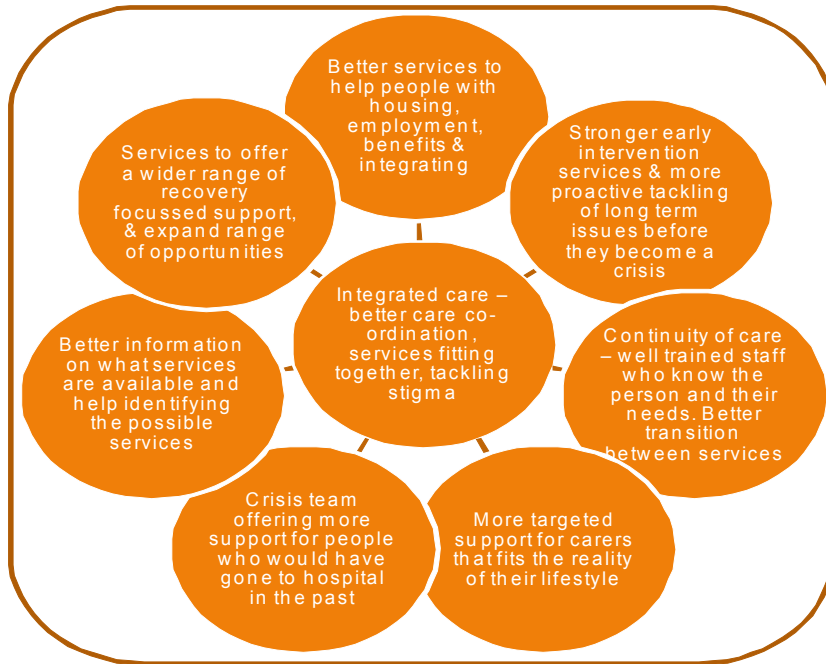 Better services to
help people with
housing,
employment,
benefits &
integrating
Stronger early
intervention
services & more
proactive tackling
of long term
issues before
they become a
crisis
Continuity of care
– well trained staff
who know the
person and their
needs. Better
transition
between services
More targeted
support for carers
that fits the reality
of their lifestyle
Crisis team
offering more
support for people
who would have
gone to hospital
in the past
Better information
on what services
are available and
help identifying
the possible
services
Services to offer
a wider range of
recovery
focussed support,
& expand range
of opportunities
Integrated care –
better care co-
ordination,
services fitting
together, tackling
stigma